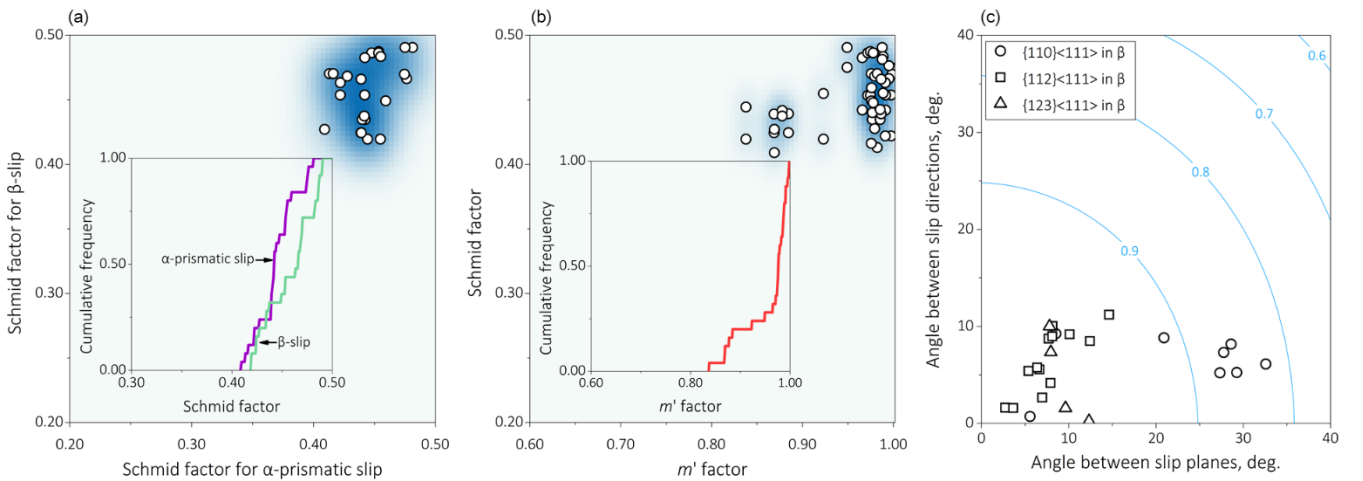 (a)
0.50
0.40
0.30
0.20
Schmid factor for β-slip
0.20
0.30
0.40
0.50
Schmid factor for α-prismatic slip
1.00
0.50
0.00
Cumulative frequency
α-prismatic slip
β-slip
0.30
0.40
0.50
Schmid factor
(b)
0.50
0.40
0.30
0.20
Schmid factor
0.60
0.70
0.80
0.90
1.00
m' factor
1.00
0.50
0.00
Cumulative frequency
0.60
0.80
1.00
m' factor
(c)
40
30
20
10
0
Angle between slip directions, deg.
{110}<111> in β
{112}<111> in β
{123}<111> in β
0.6
0.7
0.8
0.9
0
10
20
30
40
Angle between slip planes, deg.